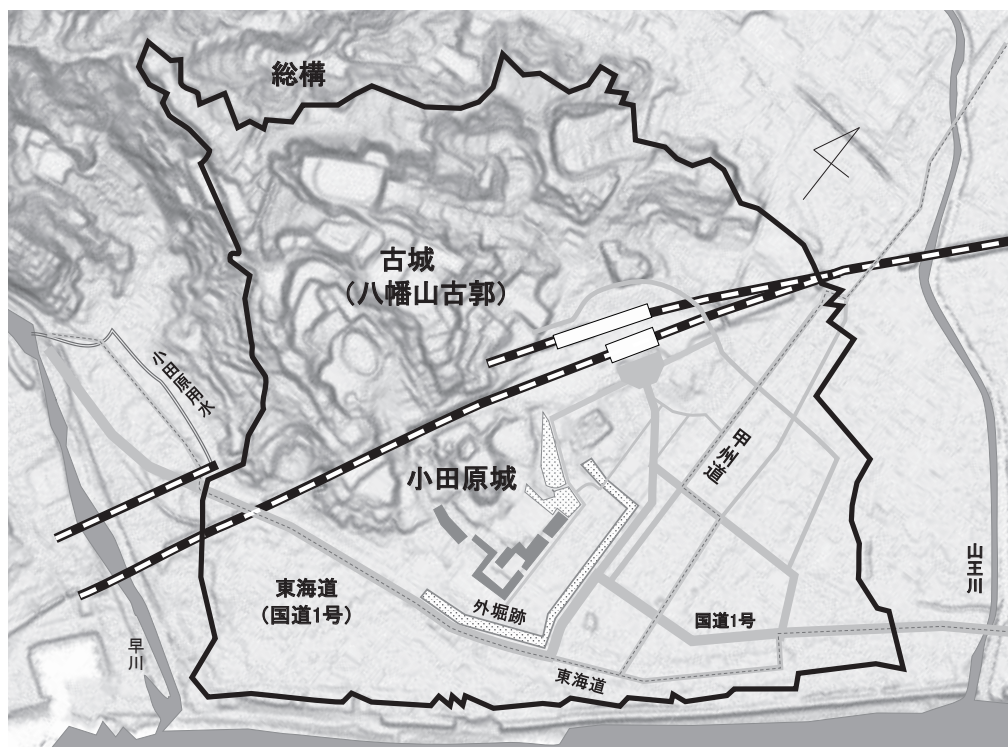 総構
古城
（八幡山古郭）
小田原用水
甲州道
小田原城
東海道
（国道1号）
外堀跡
国道1号
山王川
早川
東海道